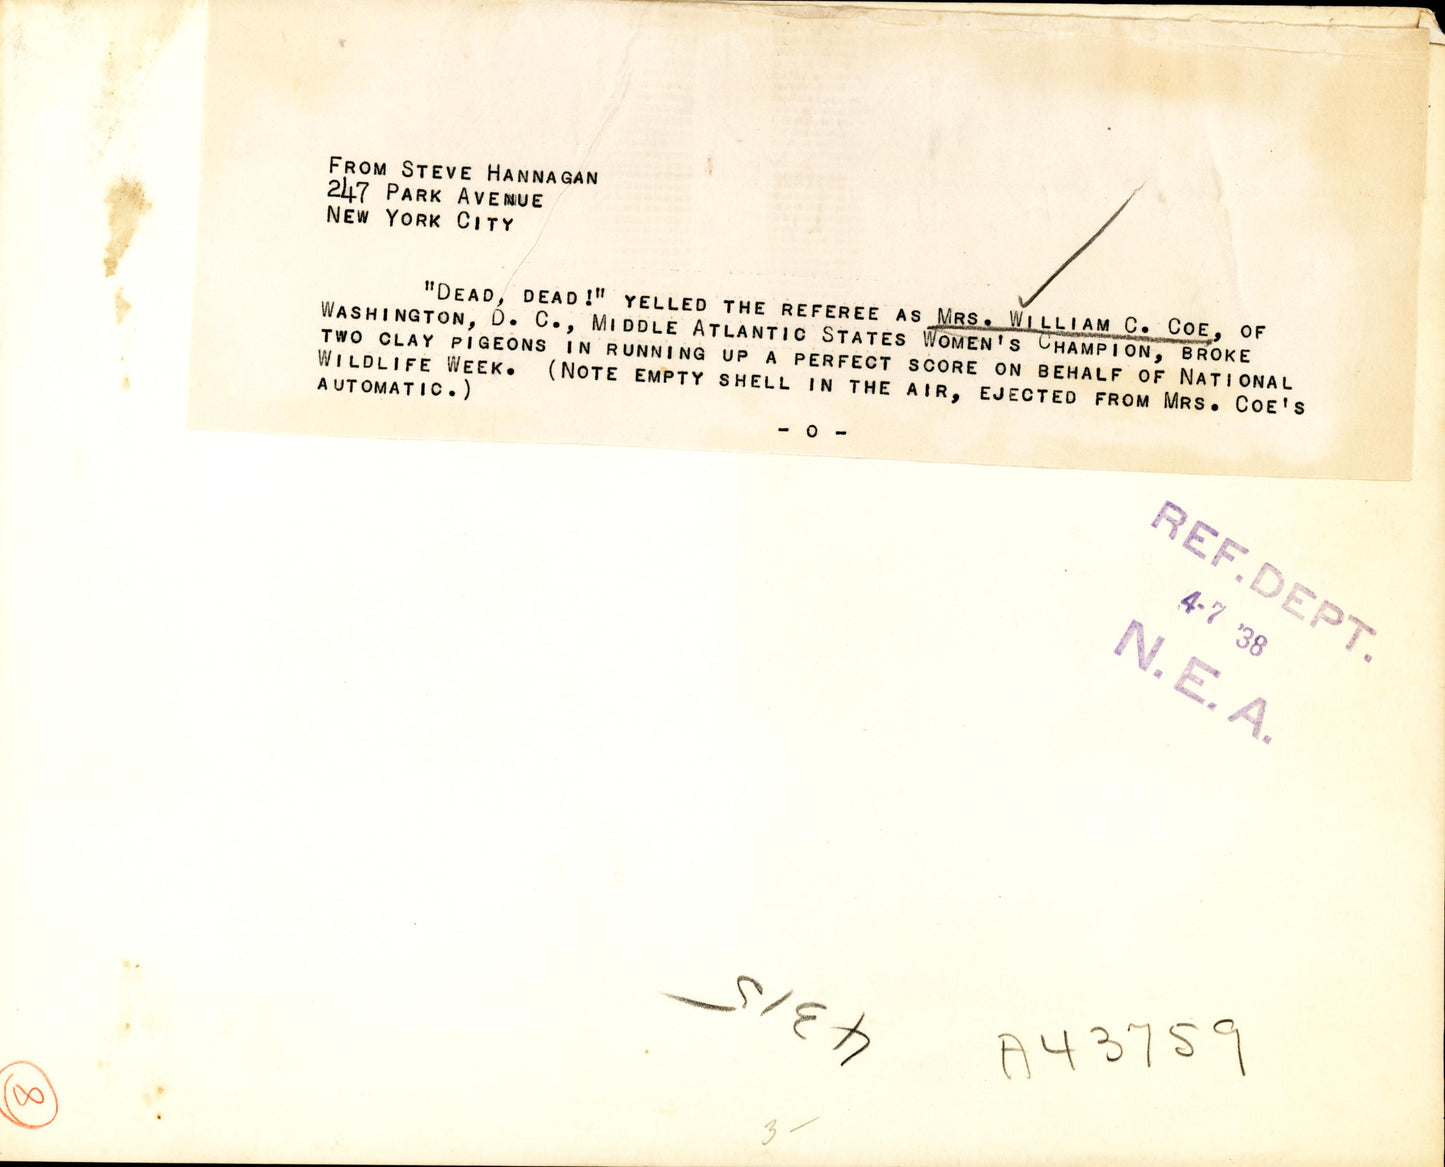 From Steve Hannagan
247 Park Avenue
New York City
"Dead, dead!" yelled the referee as Mrs. William C. Coe, of
Washington, D. C., Middle Atlantic States Women's Champion, broke
two clay pigeons in running up a perfect score on behalf of National
Wildlife Week. (Note empty shell in the air, ejected from Mrs. Coe's
automatic.)
- o -
REF. DEPT.
4-7 '38
N. E. A.
A43759
3-
8